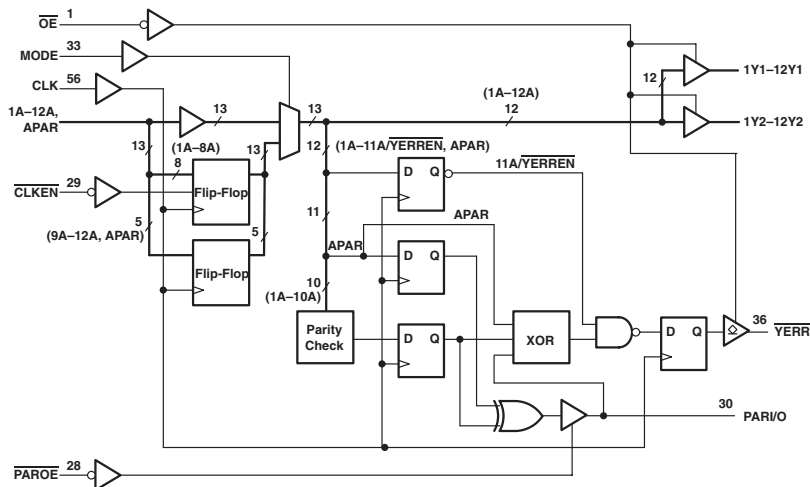 OE 1
MODE 33
CLK 56
1A–12A,
APAR
13
13
(1A–12A)
12
12
1Y1–12Y1
1Y2–12Y2
13
8
(1A–8A)
13
12
(1A–11A/YERREN, APAR)
CLKEN 29
Flip-Flop
D Q
11A/YERREN
5
(9A–12A, APAR)
5
11
APAR
APAR
Flip-Flop
D Q
10
(1A–10A)
Parity
Check
D Q
XOR
D Q
36
YERR
30
PARI/O
PAROE 28